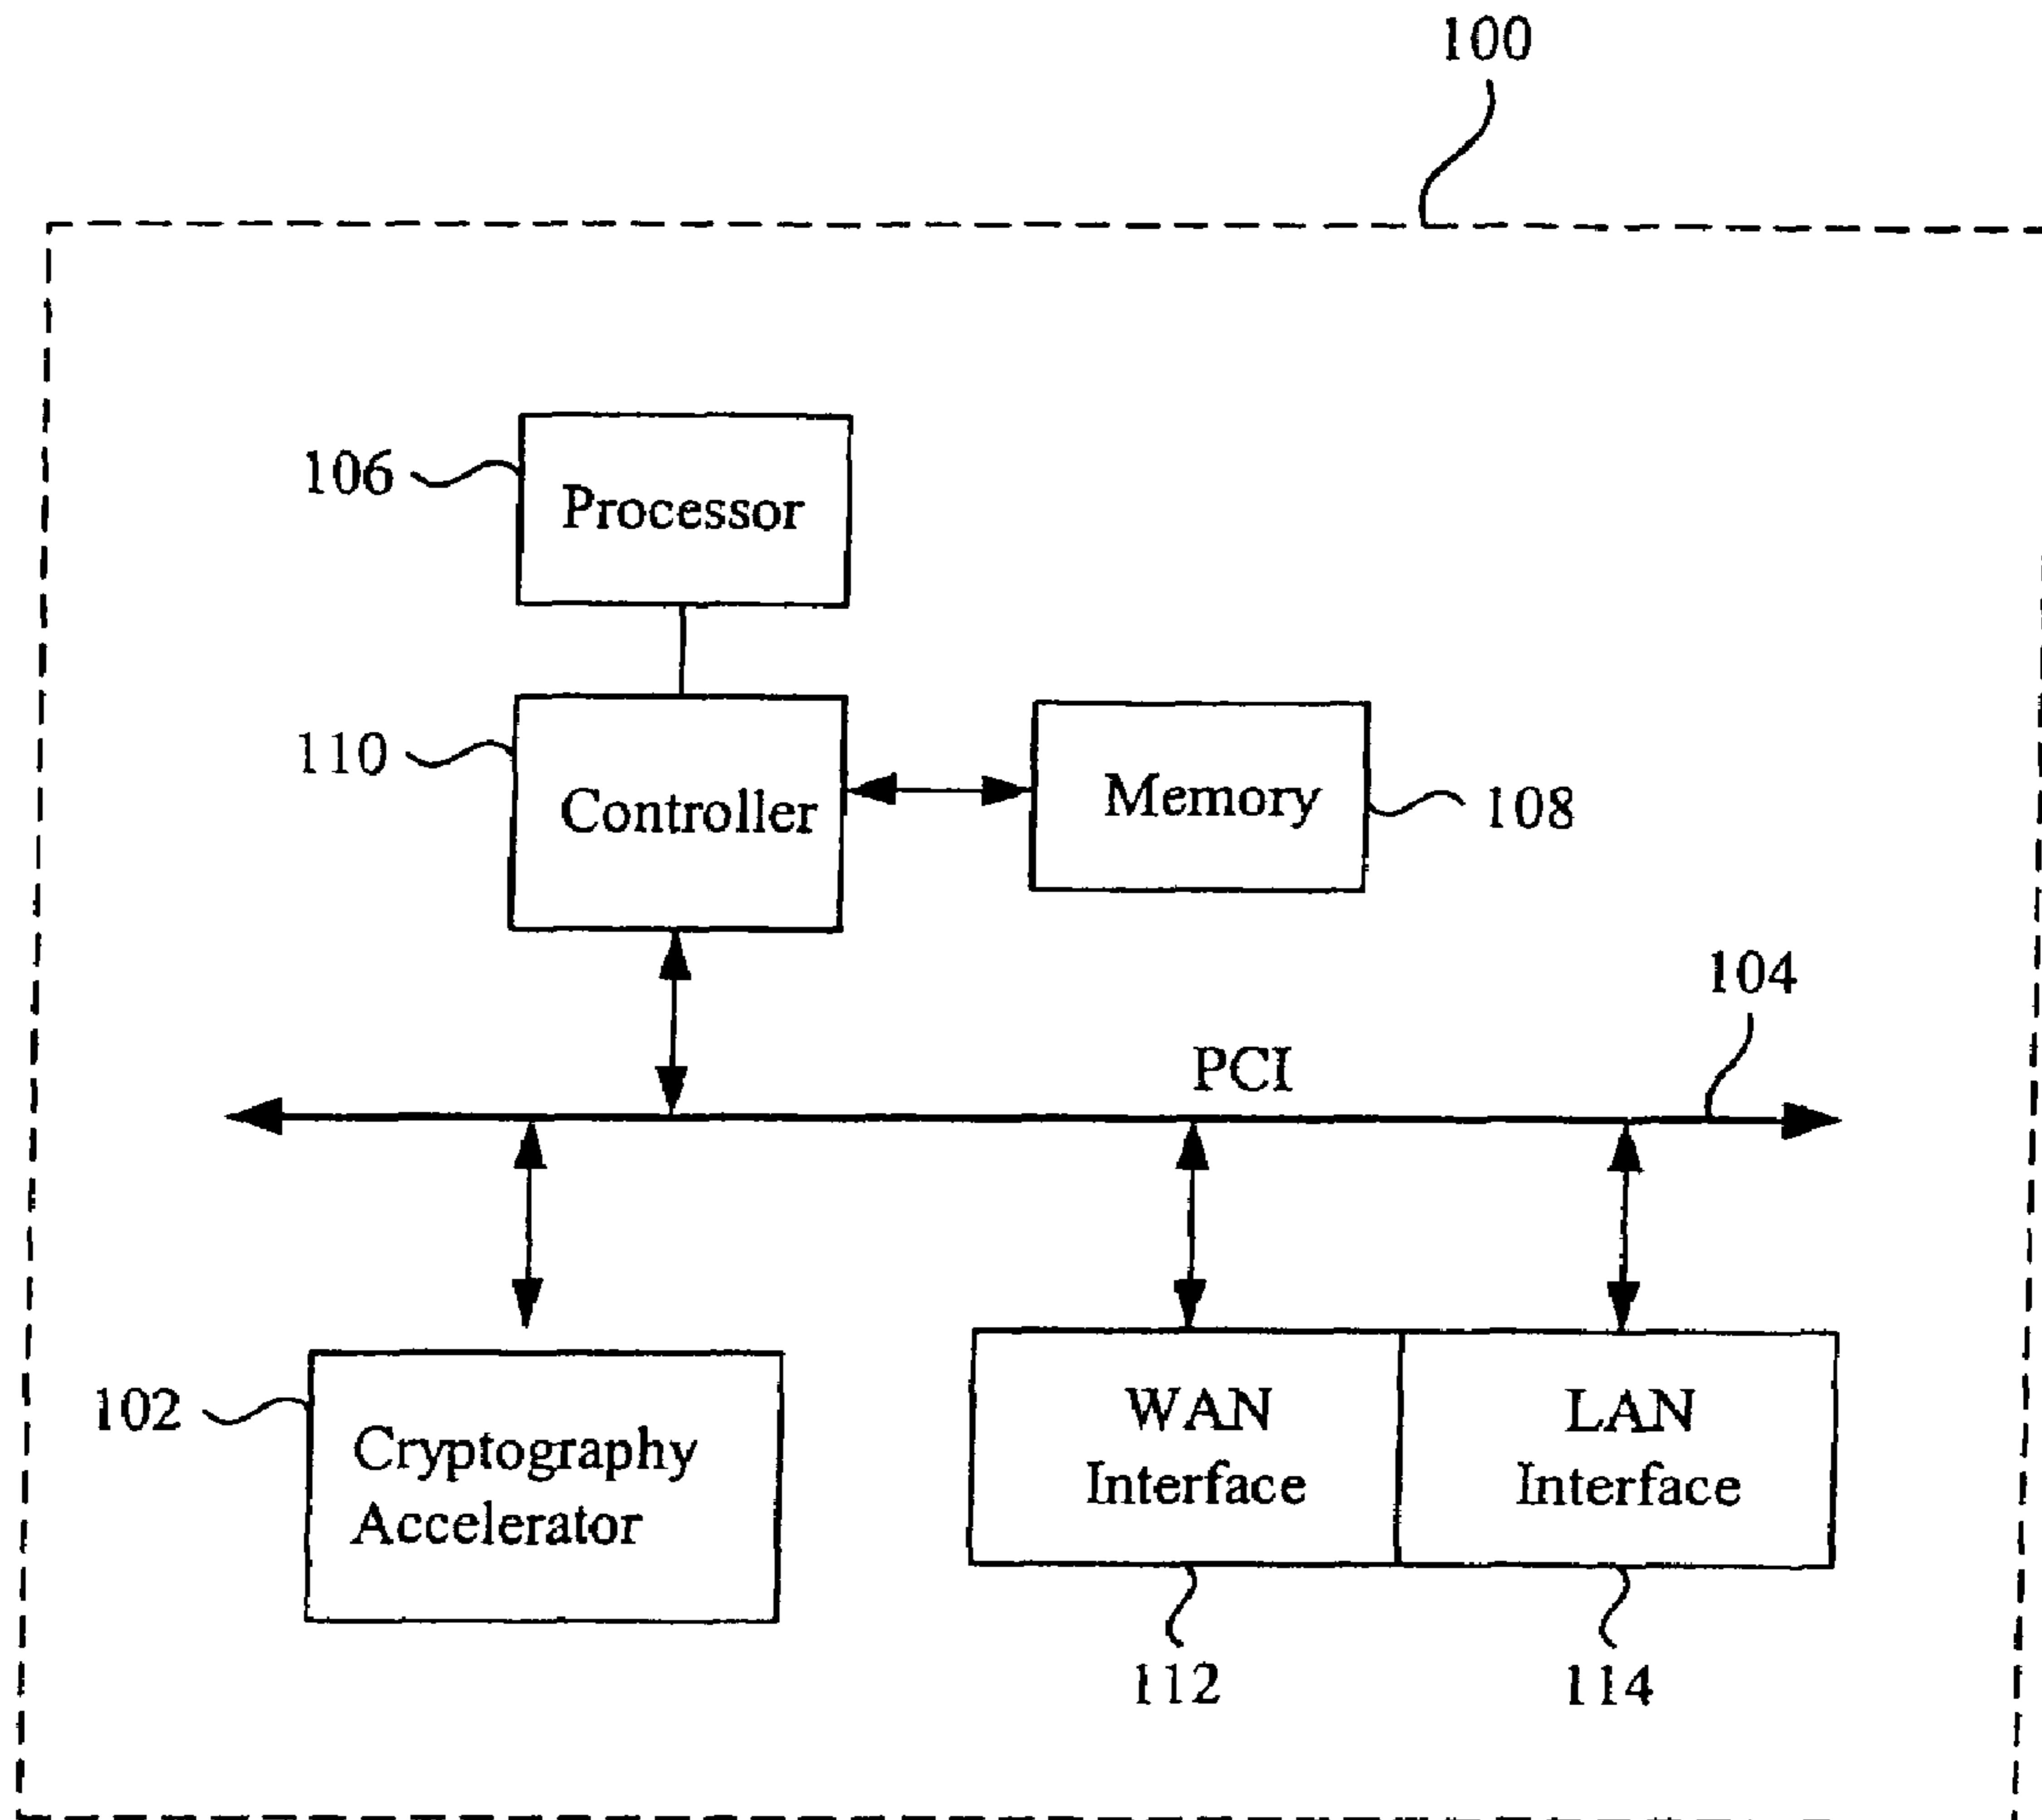 100
106
Processor
110
Controller
Memory
108
104
PCI
102
Cryptography
Accelerator
WAN
Interface
LAN
Interface
112
114